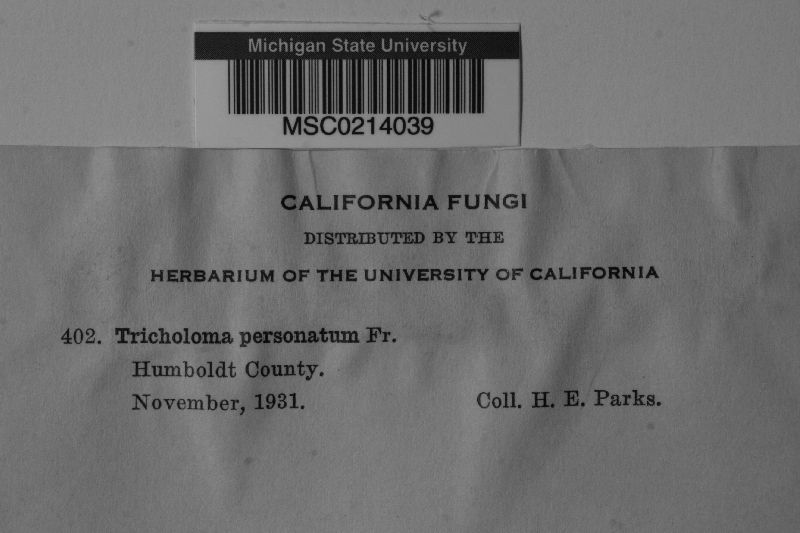 Michigan State University
MSC0214039
CALIFORNIA FUNGI
DISTRIBUTED BY THE
HERBARIUM OF THE UNIVERSITY OF CALIFORNIA
402. Tricholoma personatum Fr.
Humboldt County.
November, 1931. Coll. H. E. Parks.